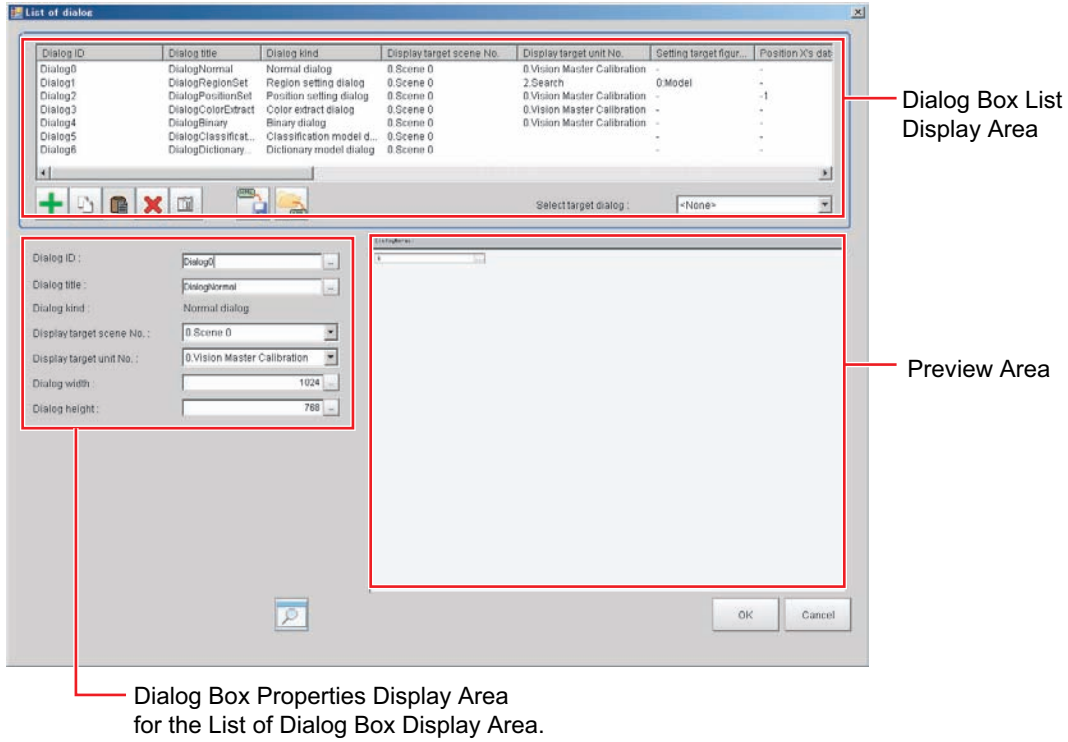 List of dialog
Dialog ID Dialog title Dialog kind Display target scene No. Display target unit No. Setting target figur... Position X's dat
Dialog0 DialogNormal Normal dialog 0.Scene 0 0.Vision Master Calibration - -
Dialog1 DialogRegionSet Region setting dialog 0.Scene 0 2.Search 0:Model -
Dialog2 DialogPositionSet Position setting dialog 0.Scene 0 0.Vision Master Calibration - -1
Dialog3 DialogColorExtract Color extract dialog 0.Scene 0 0.Vision Master Calibration - -
Dialog4 DialogBinary Binary dialog 0.Scene 0 0.Vision Master Calibration - -
Dialog5 DialogClassificat... Classification model d... 0.Scene 0 - -
Dialog6 DialogDictionary... Dictionary model dialog 0.Scene 0 - -
Select target dialog : <None>
Dialog Box List
Display Area
Dialog ID : Dialog0 ...
Dialog title : DialogNormal ...
Dialog kind : Normal dialog
Display target scene No. : 0.Scene 0
Display target unit No. : 0.Vision Master Calibration
Dialog width : 1024 ...
Dialog height : 768 ...
Preview Area
OK Cancel
Dialog Box Properties Display Area
for the List of Dialog Box Display Area.